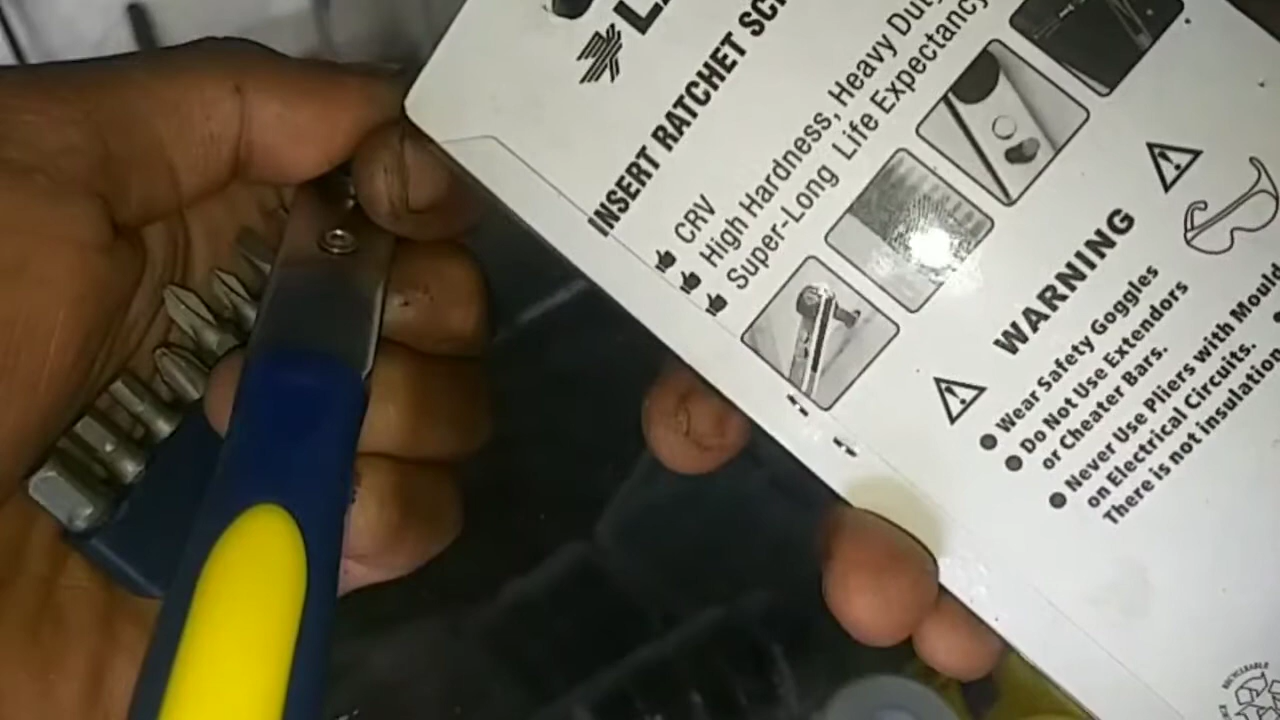 INSERT RATCHET
CRV
High Hardness, Heavy Duty
Super-Long Life Expectancy
WARNING
Wear Safety Goggles
Do Not Use Extendors
or Cheater Bars.
Never Use Pliers with Mould
on Electrical Circuits.
There is not insulation
RECYCLEABLE